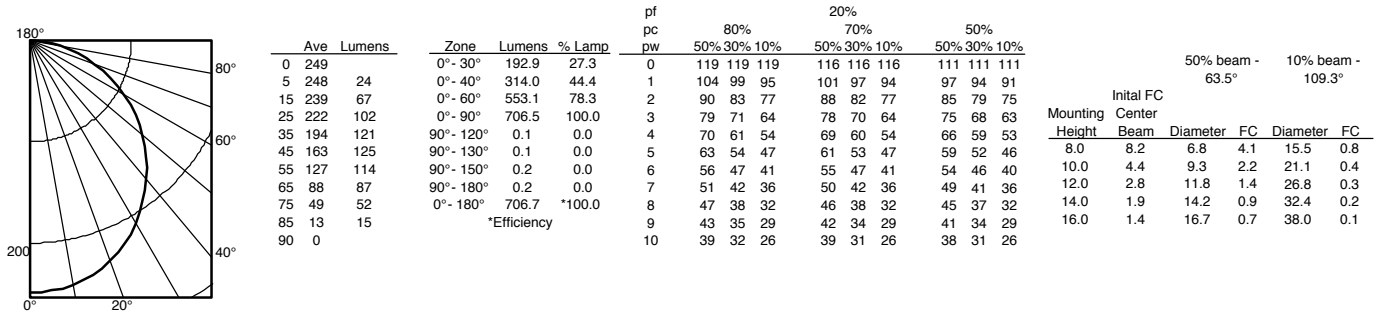 180°
80°
60°
40°
200
0° 20°
Ave Lumens
0 249
5 248 24
15 239 67
25 222 102
35 194 121
45 163 125
55 127 114
65 88 87
75 49 52
85 13 15
90 0
Zone Lumens % Lamp
0°- 30° 192.9 27.3
0°- 40° 314.0 44.4
0°- 60° 553.1 78.3
0°- 90° 706.5 100.0
90°- 120° 0.1 0.0
90°- 130° 0.1 0.0
90°- 150° 0.2 0.0
90°- 180° 0.2 0.0
0°- 180° 706.7 *100.0
*Efficiency
pf 20%
pc 80% 70% 50%
pw 50% 30% 10% 50% 30% 10% 50% 30% 10%
0 119 119 119 116 116 116 111 111 111
1 104 99 95 101 97 94 97 94 91
2 90 83 77 88 82 77 85 79 75
3 79 71 64 78 70 64 75 68 63
4 70 61 54 69 60 54 66 59 53
5 63 54 47 61 53 47 59 52 46
6 56 47 41 55 47 41 54 46 40
7 51 42 36 50 42 36 49 41 36
8 47 38 32 46 38 32 45 37 32
9 43 35 29 42 34 29 41 34 29
10 39 32 26 39 31 26 38 31 26
50% beam - 10% beam -
63.5° 109.3°
Inital FC
Mounting Center
Height Beam Diameter FC Diameter FC
8.0 8.2 6.8 4.1 15.5 0.8
10.0 4.4 9.3 2.2 21.1 0.4
12.0 2.8 11.8 1.4 26.8 0.3
14.0 1.9 14.2 0.9 32.4 0.2
16.0 1.4 16.7 0.7 38.0 0.1